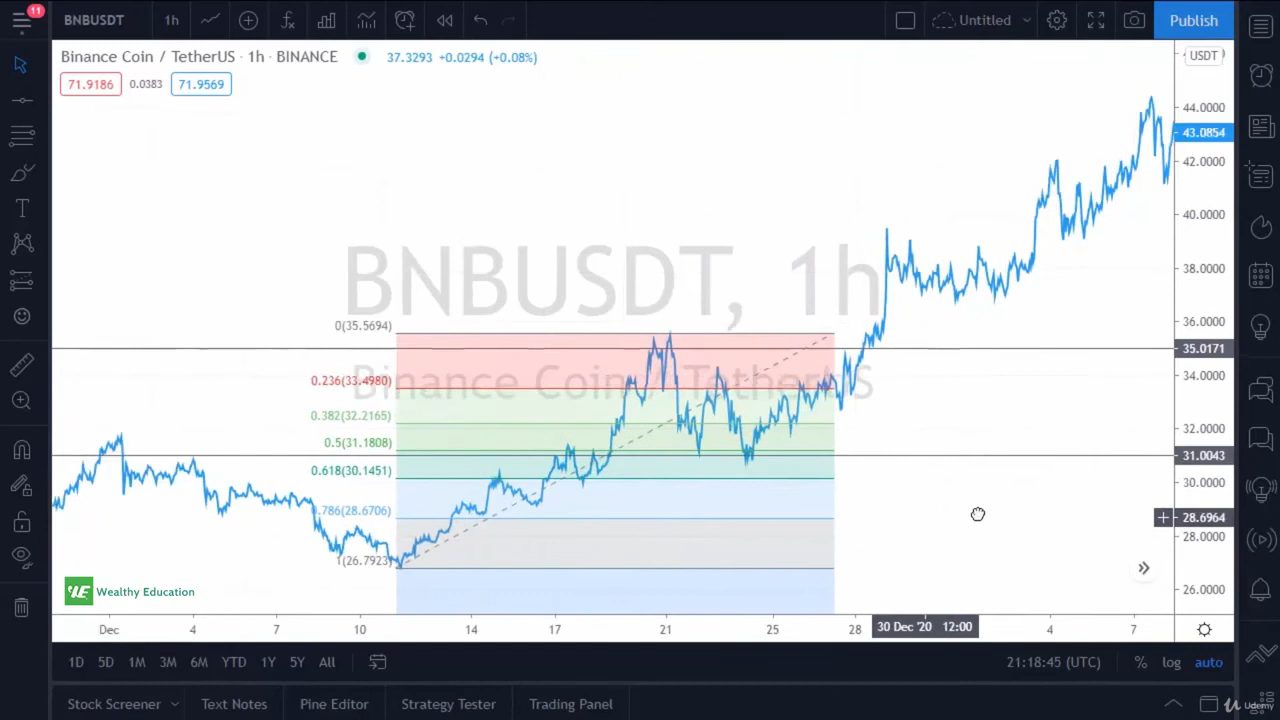 11
BNBUSDT 1h Untitled Publish
Binance Coin / TetherUS · 1h · BINANCE 37.3293 +0.0294 (+0.08%) USDT
71.9186 0.0383 71.9569
44.0000
43.0854
42.0000
40.0000
38.0000
BNBUSDT, 1h
Binance Coin / TetherUS
36.0000
0(35.5694)
35.0171
34.0000
0.236(33.4980)
0.382(32.2165)
32.0000
0.5(31.1808)
31.0043
0.618(30.1451)
30.0000
0.786(28.6706)
28.6964
28.0000
1(26.7923)
26.0000
WE Wealthy Education
Dec 4 7 10 14 17 21 25 28 30 Dec '20 12:00 4 7
1D 5D 1M 3M 6M YTD 1Y 5Y All 21:18:45 (UTC) % log auto
Stock Screener Text Notes Pine Editor Strategy Tester Trading Panel
Udemy